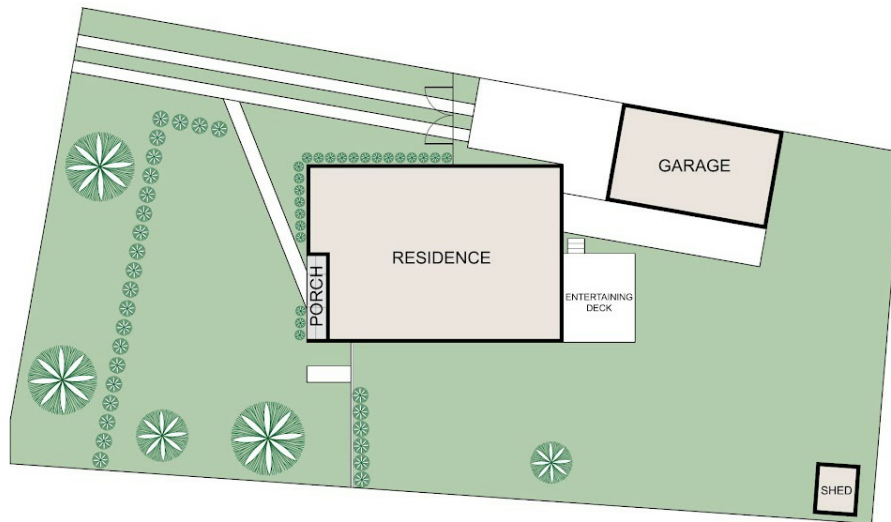 GARAGE
RESIDENCE
PORCH
ENTERTAINING
DECK
SHED